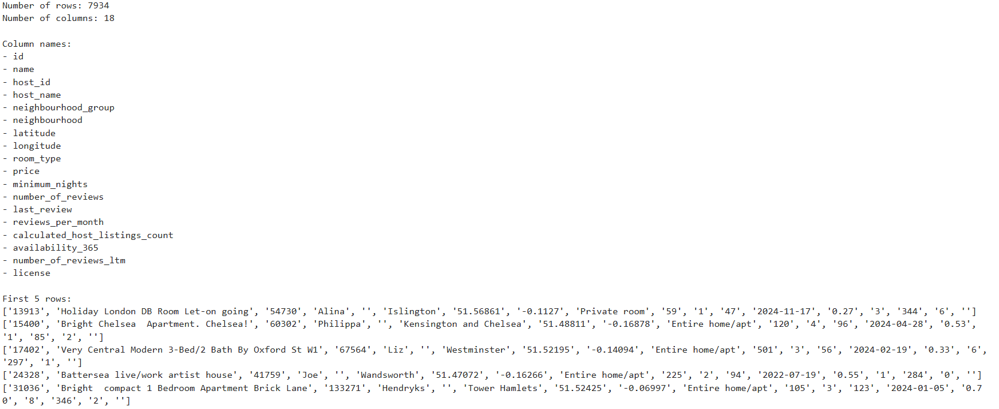 Number of rows: 7934
Number of columns: 18
Column names:
- id
- name
- host_id
- host_name
- neighbourhood_group
- neighbourhood
- latitude
- longitude
- room_type
- price
- minimum_nights
- number_of_reviews
- last_review
- reviews_per_month
- calculated_host_listings_count
- availability_365
- number_of_reviews_ltm
- license
First 5 rows:
['13913', 'Holiday London DB Room Let-on going', '54730', 'Alina', '', 'Islington', '51.56861', '-0.1127', 'Private room', '59', '1', '47', '2024-11-17', '0.27', '3', '344', '6', '']
['15400', 'Bright Chelsea  Apartment. Chelsea!', '60302', 'Philippa', '', 'Kensington and Chelsea', '51.48811', '-0.16878', 'Entire home/apt', '120', '4', '96', '2024-04-28', '0.53',
'1', '85', '2', '']
['17402', 'Very Central Modern 3-Bed/2 Bath By Oxford St W1', '67564', 'Liz', '', 'Westminster', '51.52195', '-0.14094', 'Entire home/apt', '501', '3', '56', '2024-02-19', '0.33', '6',
'297', '1', '']
['24328', 'Battersea live/work artist house', '41759', 'Joe', '', 'Wandsworth', '51.47072', '-0.16266', 'Entire home/apt', '225', '2', '94', '2022-07-19', '0.55', '1', '284', '0', '']
['31036', 'Bright  compact 1 Bedroom Apartment Brick Lane', '133271', 'Hendryks', '', 'Tower Hamlets', '51.52425', '-0.06997', 'Entire home/apt', '105', '3', '123', '2024-01-05', '0.7
0', '8', '346', '2', '']